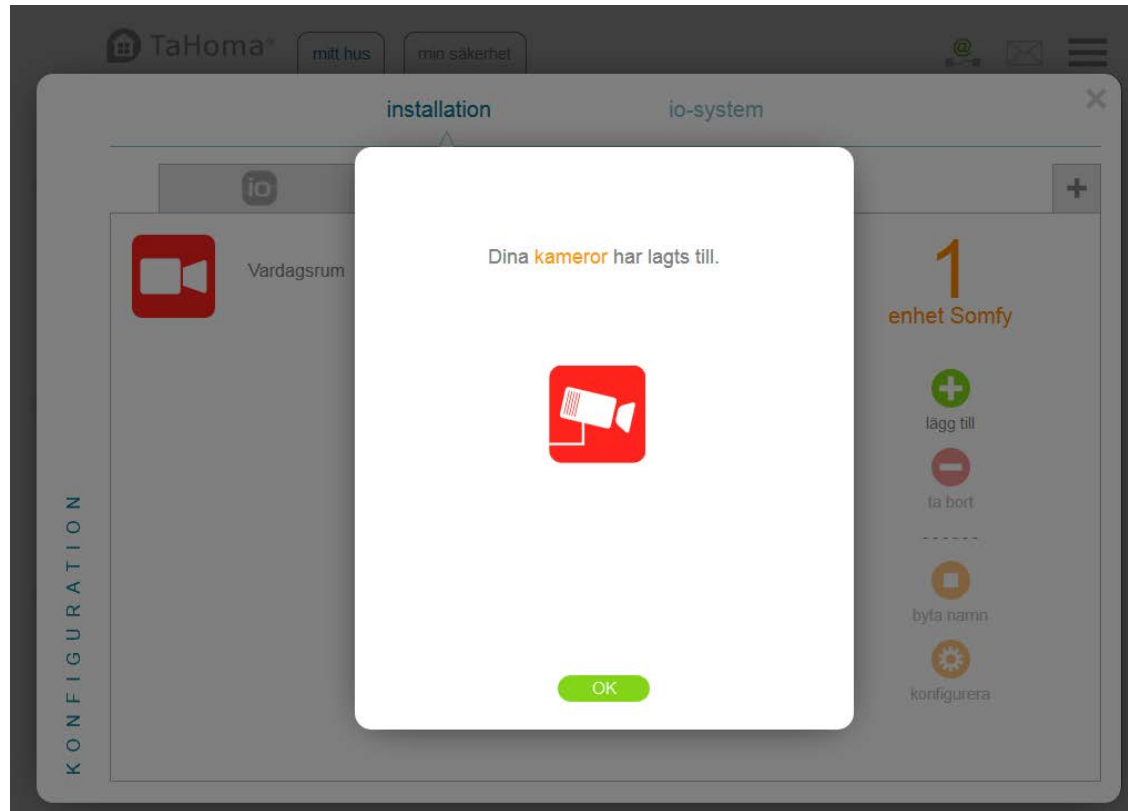 TaHoma®
mitt hus
min säkerhet
@
installation
io-system
io
Vardagsrum
Dina kameror har lagts till.
OK
1
enhet Somfy
lägg till
ta bort
byta namn
konfigurera
KONFIGURATION